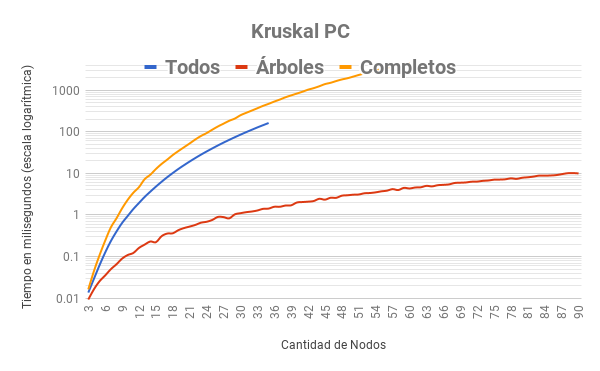 Kruskal PC
Todos Árboles Completos
Tiempo en milisegundos (escala logarítmica)
1000
100
10
1
0.1
0.01
3 6 9 12 15 18 21 24 27 30 33 36 39 42 45 48 51 54 57 60 63 66 69 72 75 78 81 84 87 90
Cantidad de Nodos